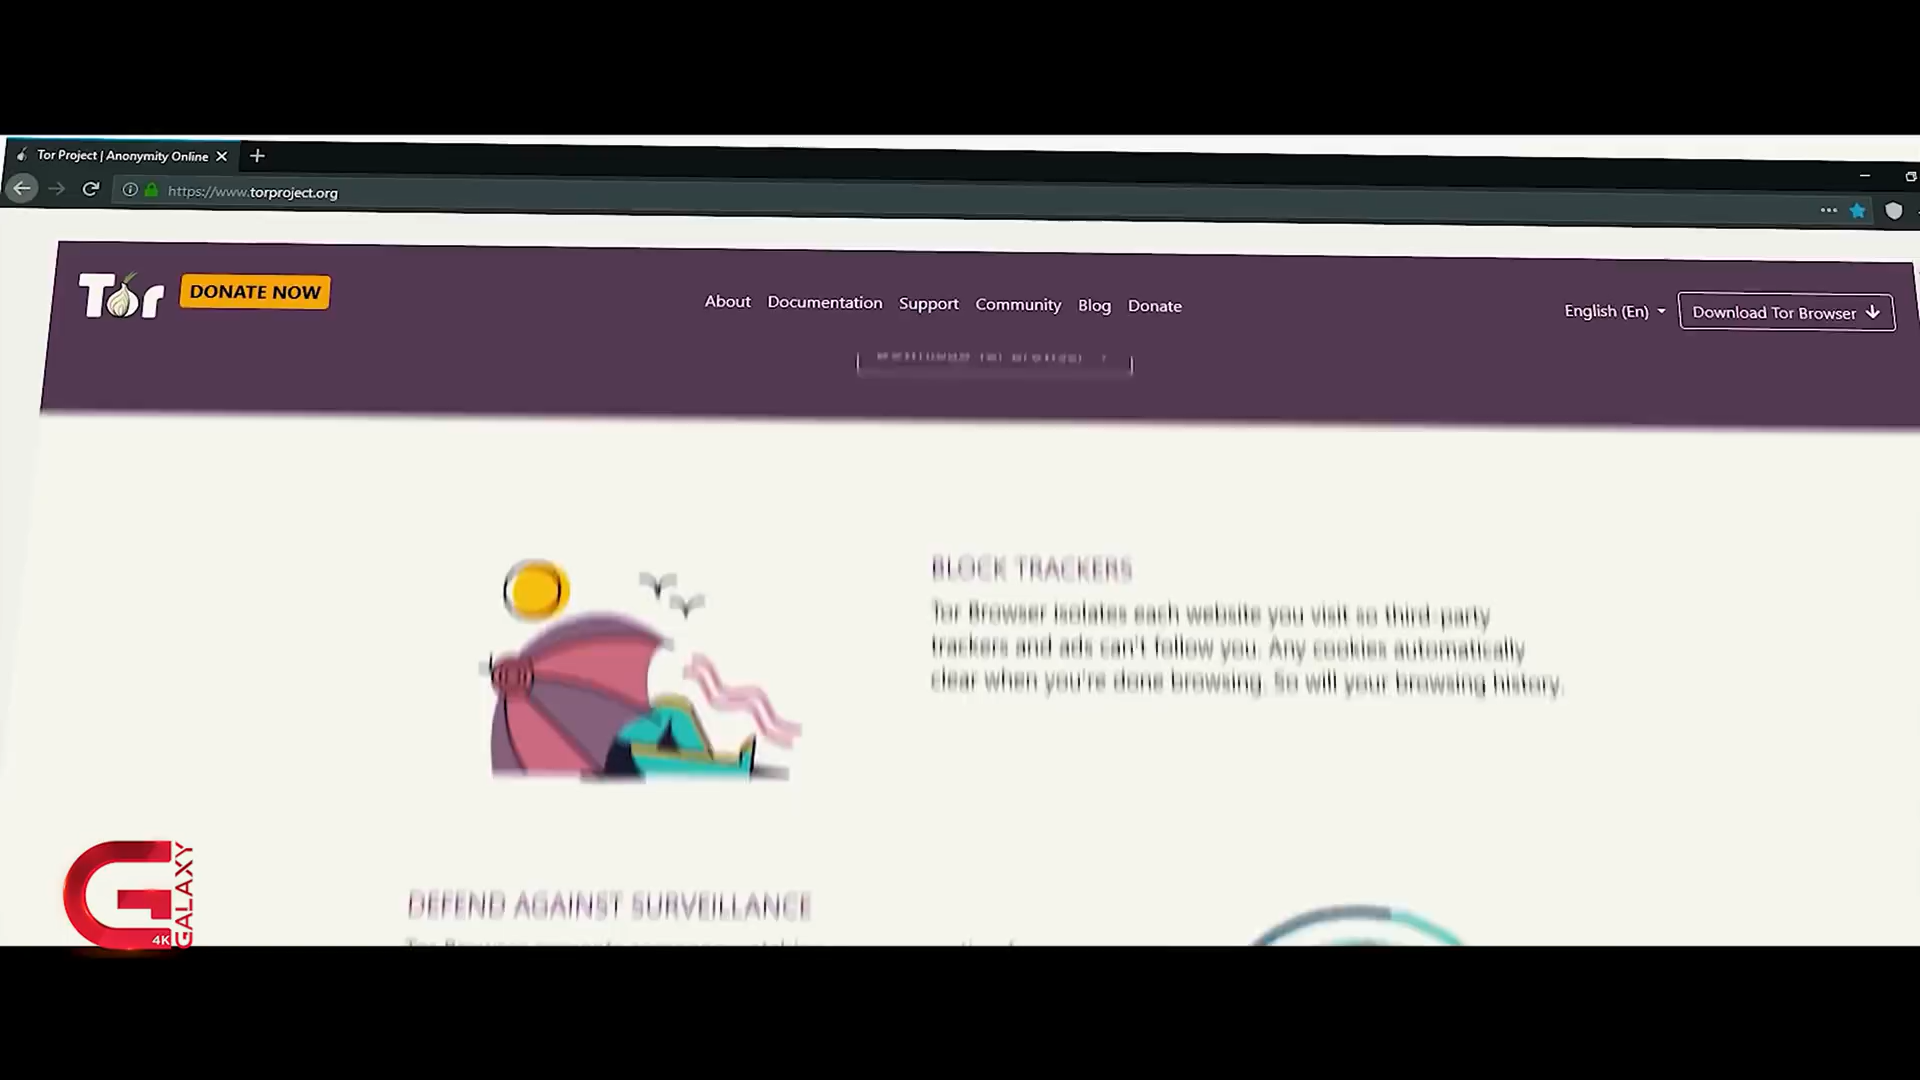 Tor Project | Anonymity Online
https://www.torproject.org
Tor
DONATE NOW
About Documentation Support Community Blog Donate
English (En)
Download Tor Browser
BLOCK TRACKERS
Tor Browser isolates each website you visit so third-party
trackers and ads can't follow you. Any cookies automatically
clear when you're done browsing. So will your browsing history.
DEFEND AGAINST SURVEILLANCE
GALAXY
4K